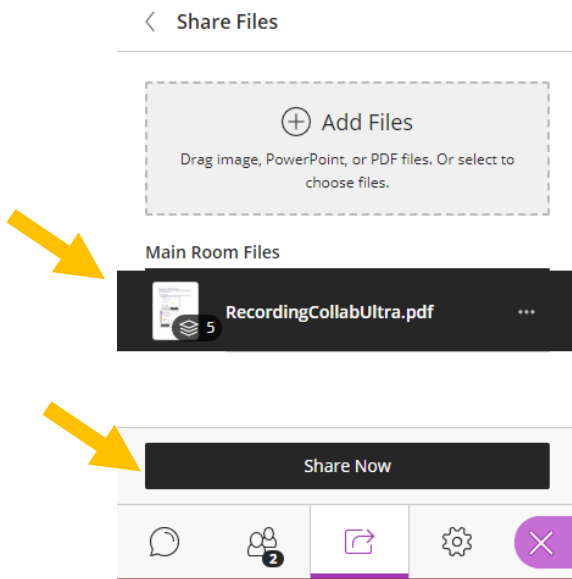 Share Files
Add Files
Drag image, PowerPoint, or PDF files. Or select to
choose files.
Main Room Files
RecordingCollabUltra.pdf
5
Share Now
2